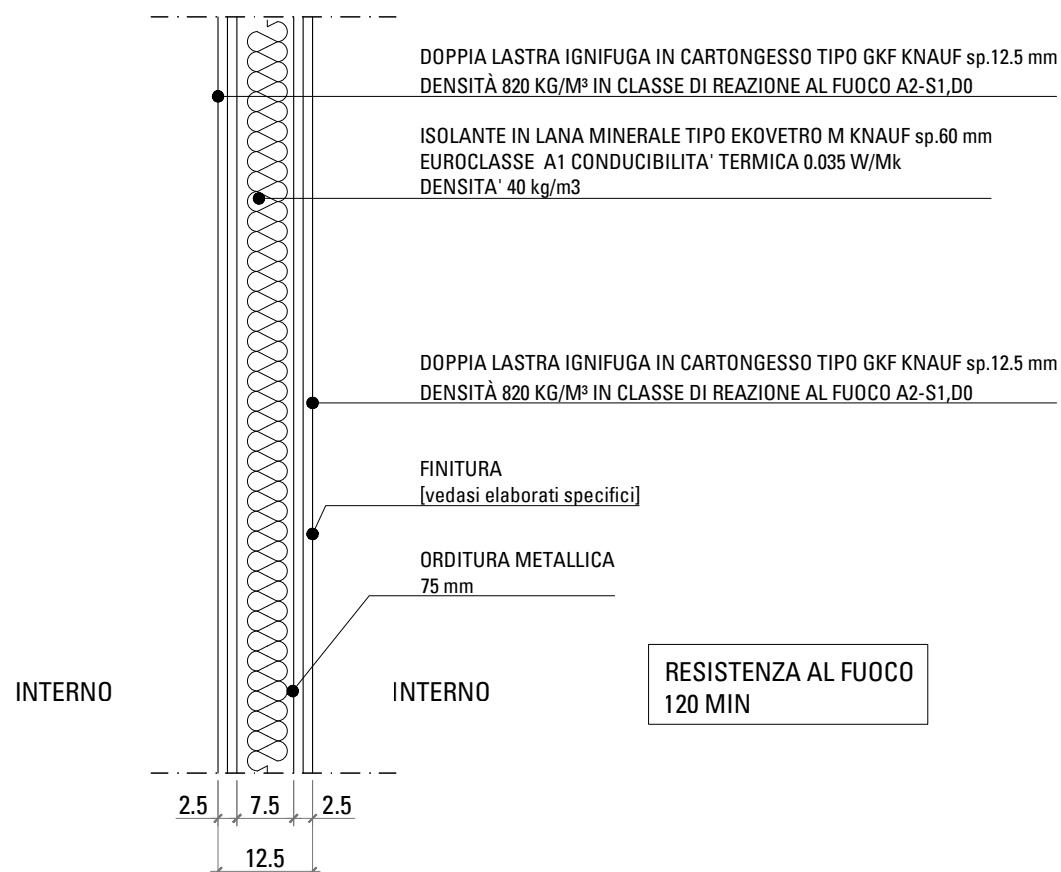 DOPPIA LASTRA IGNIFUGA IN CARTONGESSO TIPO GKF KNAUF sp.12.5 mm
DENSITÀ 820 KG/M³ IN CLASSE DI REAZIONE AL FUOCO A2-S1,D0
ISOLANTE IN LANA MINERALE TIPO EKOVETRO M KNAUF sp.60 mm
EUROCLASSE A1 CONDUCIBILITA' TERMICA 0.035 W/Mk
DENSITA' 40 kg/m3
DOPPIA LASTRA IGNIFUGA IN CARTONGESSO TIPO GKF KNAUF sp.12.5 mm
DENSITÀ 820 KG/M³ IN CLASSE DI REAZIONE AL FUOCO A2-S1,D0
FINITURA
[vedasi elaborati specifici]
ORDITURA METALLICA
75 mm
INTERNO
INTERNO
RESISTENZA AL FUOCO
120 MIN
2.5 7.5 2.5
12.5